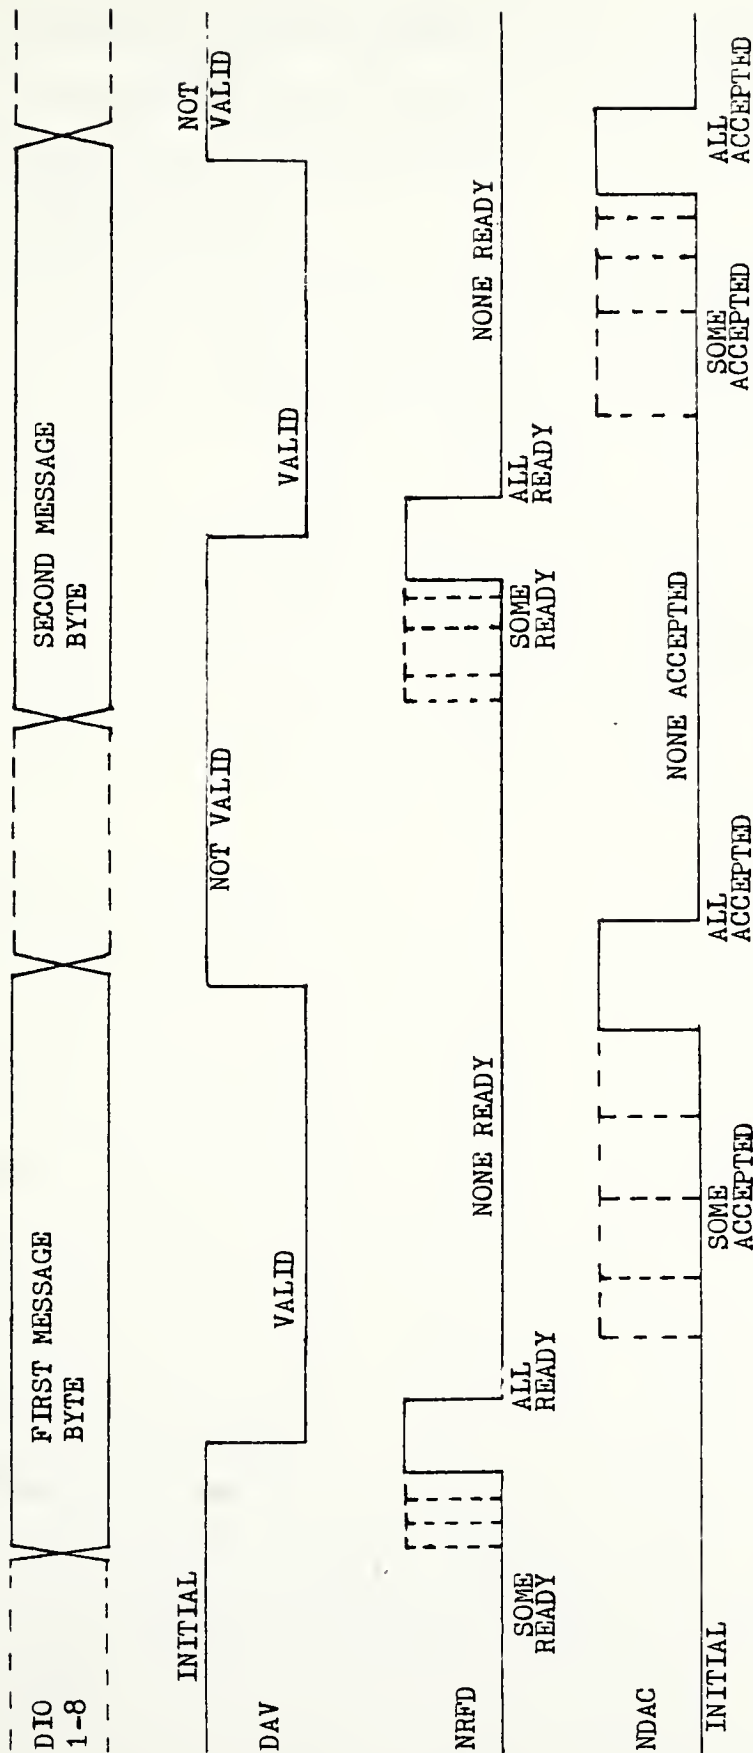 DIO
1-8
FIRST MESSAGE
BYTE
SECOND MESSAGE
BYTE
DAV
INITIAL
VALID
NOT VALID
VALID
NOT
VALID
NRFD
SOME
READY
ALL
READY
NONE READY
SOME
READY
ALL
READY
NONE READY
NDAC
INITIAL
SOME
ACCEPTED
ALL
ACCEPTED
NONE ACCEPTED
SOME
ACCEPTED
ALL
ACCEPTED